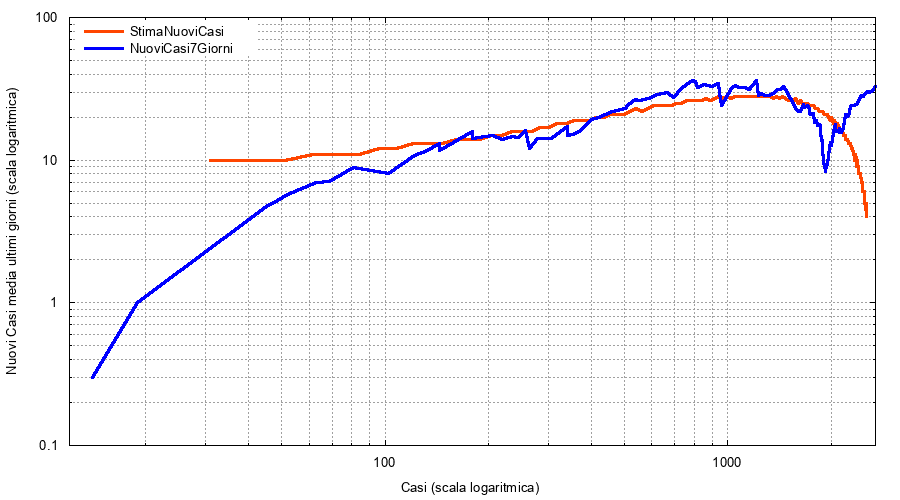 100
StimaNuoviCasi
NuoviCasi7Giorni
10
1
0.1
Nuovi Casi media ultimi giorni (scala logaritmica)
100
1000
Casi (scala logaritmica)